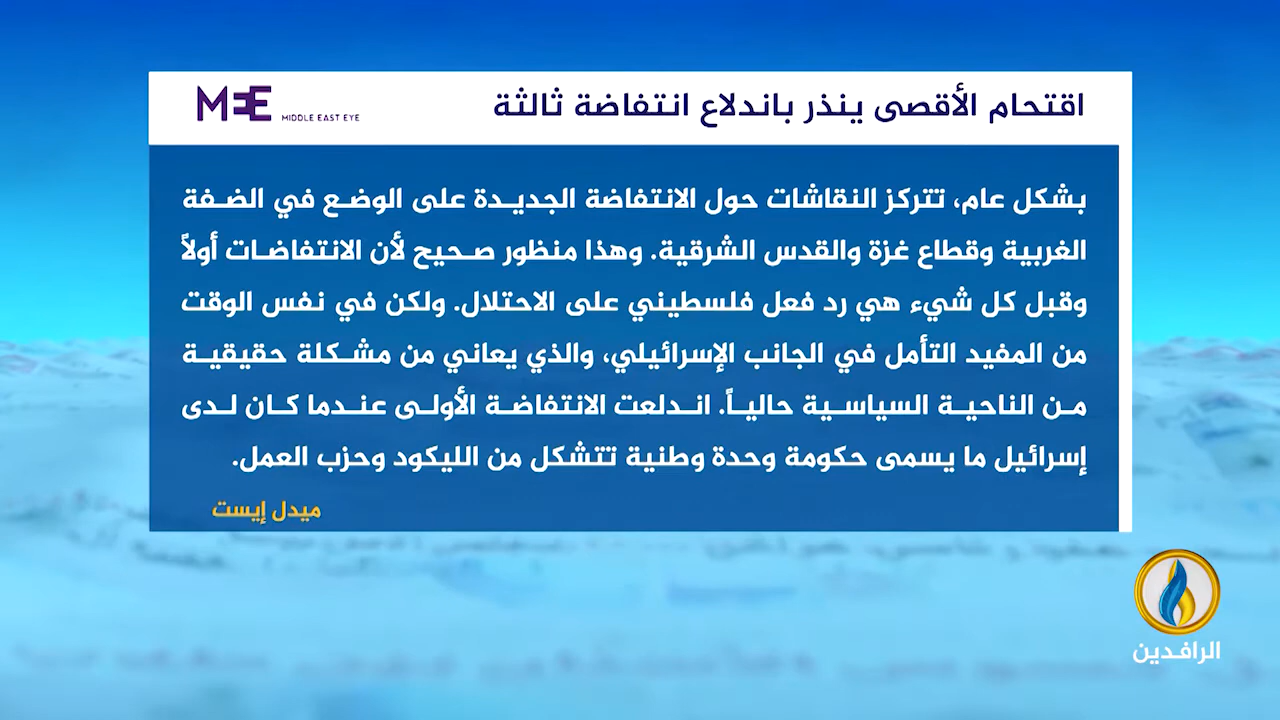 اقتحام الأقصى ينذر باندلاع انتفاضة ثالثة
MEE MIDDLE EAST EYE
بشكل عام، تتركز النقاشات حول الانتفاضة الجديدة على الوضع في الضفة
الغربية وقطاع غزة والقدس الشرقية. وهذا منظور صحيح لأن الانتفاضات أولاً
وقبل كل شيء هي رد فعل فلسطيني على الاحتلال. ولكن في نفس الوقت
من المفيد التأمل في الجانب الإسرائيلي، والذي يعاني من مشكلة حقيقية
من الناحية السياسية حالياً. اندلعت الانتفاضة الأولى عندما كان لدى
إسرائيل ما يسمى حكومة وحدة وطنية تتشكل من الليكود وحزب العمل.
ميدل إيست
الرافدين